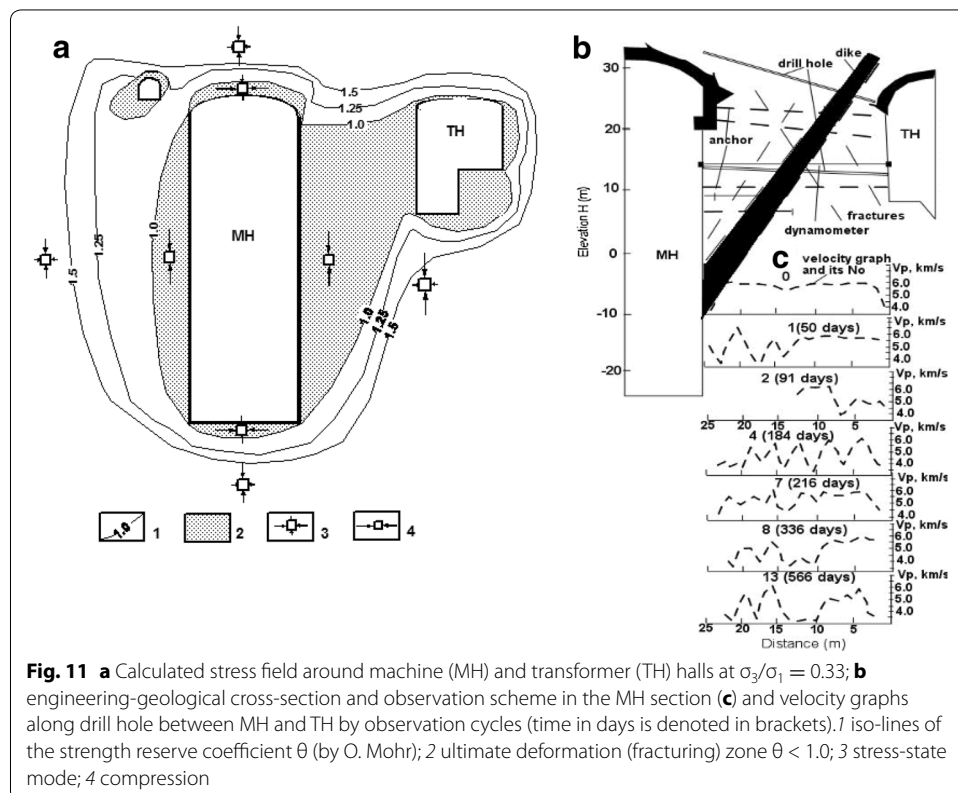 a
1.5
1.25
1.0
TH
1.0
1.25
1.5
MH
1.0
1.25
1.5
1.0
1
2
3
4
b
30
20
10
0
-10
-20
Elevation H (m)
dike
drill hole
TH
anchor
fractures
dynamometer
MH
c
velocity graph
and its No
0
Vp, km/s
6.0
5.0
4.0
1(50 days)
Vp, km/s
6.0
5.0
4.0
2 (91 days)
Vp, km/s
6.0
5.0
4.0
25 20 15 10 5
4 (184 days)
Vp, km/s
6.0
5.0
4.0
7 (216 days)
Vp, km/s
6.0
5.0
4.0
8 (336 days)
Vp, km/s
6.0
5.0
4.0
13 (566 days)
Vp, km/s
6.0
5.0
4.0
25 20 15 10 5
Distance (m)
Fig. 11 a Calculated stress field around machine (MH) and transformer (TH) halls at σ3/σ1 = 0.33; b
engineering-geological cross-section and observation scheme in the MH section (c) and velocity graphs
along drill hole between MH and TH by observation cycles (time in days is denoted in brackets).1 iso-lines of
the strength reserve coefficient θ (by O. Mohr); 2 ultimate deformation (fracturing) zone θ < 1.0; 3 stress-state
mode; 4 compression